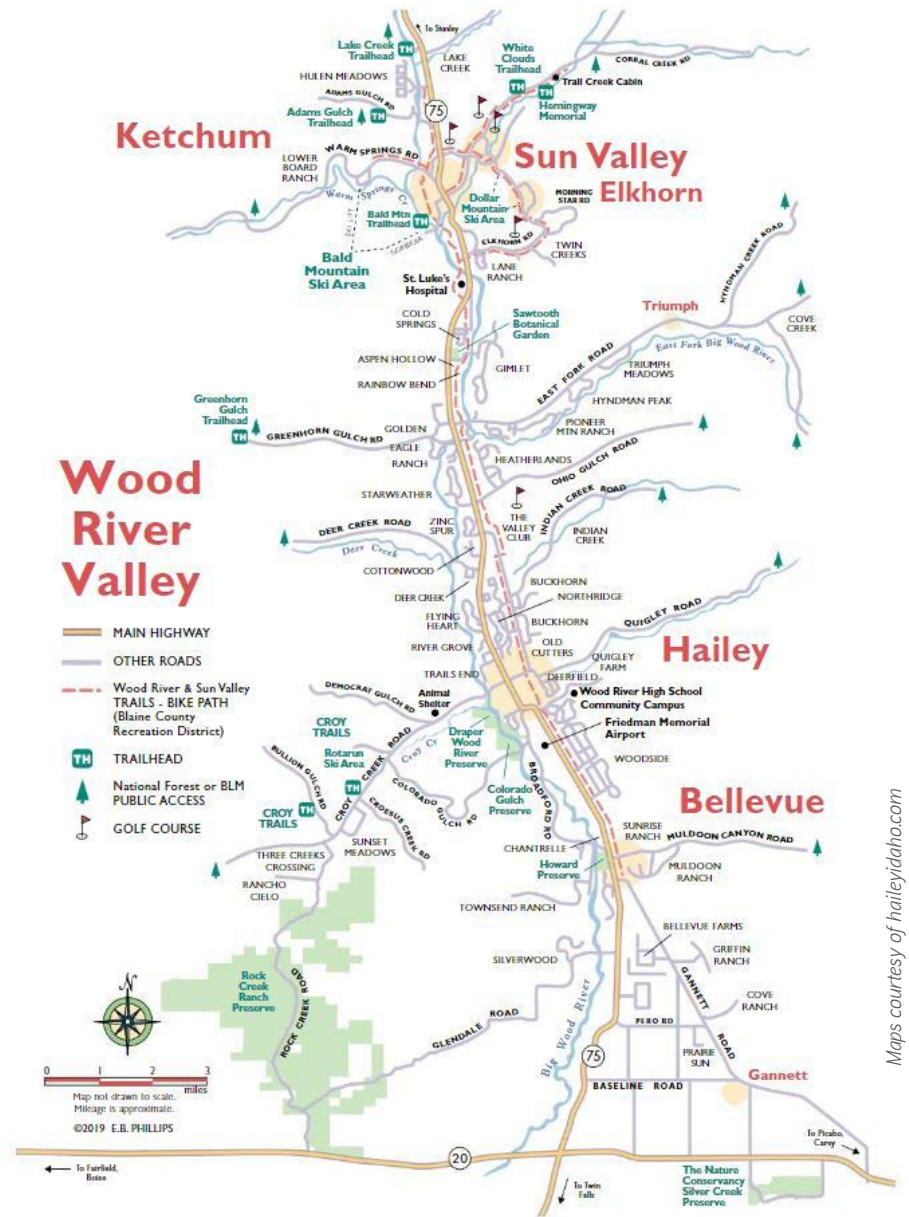 To Stanley
Lake Creek
Trailhead
TH
LAKE
CREEK
HULEN MEADOWS
White
Clouds
Trailhead
TH
CORRAL CREEK RD
Trail Creek Cabin
ADAMS GULCH RD
Adams Gulch
Trailhead
TH
75
TH
Hemingway
Memorial
Ketchum
WARM SPRINGS RD
LOWER
BOARD
RANCH
Warm Springs Cr
Sun Valley
Elkhorn
SKI LIFT
Bald Mtn
Trailhead
TH
GONDOLA
Dollar
Mountain
Ski Area
MORNING
STAR RD
ELKHORN RD
TWIN
CREEKS
LANE
RANCH
Bald
Mountain
Ski Area
St. Luke's
Hospital
HYNDMAN CREEK ROAD
Triumph
COVE
CREEK
COLD
SPRINGS
Sawtooth
Botanical
Garden
East Fork Big Wood River
ASPEN HOLLOW
GIMLET
EAST FORK ROAD
TRIUMPH
MEADOWS
RAINBOW BEND
HYNDMAN PEAK
Greenhorn
Gulch
Trailhead
TH
GREENHORN GULCH RD
GOLDEN
EAGLE
RANCH
PIONEER
MTN RANCH
HEATHERLANDS
OHIO GULCH ROAD
STARWEATHER
Wood
River
Valley
DEER CREEK ROAD
Deer Creek
ZINC
SPUR
THE
VALLEY
CLUB
INDIAN CREEK ROAD
INDIAN
CREEK
COTTONWOOD
DEER CREEK
BUCKHORN
NORTHRIDGE
FLYING
HEART
BUCKHORN
RIVER GROVE
OLD
CUTTERS
QUIGLEY ROAD
QUIGLEY
FARM
Hailey
TRAILS END
DEERFIELD
MAIN HIGHWAY
OTHER ROADS
Wood River & Sun Valley
TRAILS - BIKE PATH
(Blaine County
Recreation District)
TH
TRAILHEAD
National Forest or BLM
PUBLIC ACCESS
GOLF COURSE
DEMOCRAT GULCH RD
Animal
Shelter
Wood River High School
Community Campus
Friedman Memorial
Airport
CROY
TRAILS
Rotarun
Ski Area
TH
CROY CREEK ROAD
Croy Cr
Draper
Wood
River
Preserve
BULLION GULCH RD
CROY
TRAILS
TH
COLORADO GULCH RD
CROESUS CREEK RD
Colorado
Gulch
Preserve
BROADFORD RD
WOODSIDE
Bellevue
SUNSET
MEADOWS
THREE CREEKS
CROSSING
RANCHO
CIELO
SUNRISE
RANCH
MULDOON CANYON ROAD
CHANTRELLE
Howard
Preserve
MULDOON
RANCH
TOWNSEND RANCH
BELLEVUE FARMS
SILVERWOOD
GRIFFIN
RANCH
GANNETT ROAD
COVE
RANCH
Rock
Creek
Ranch
Preserve
ROCK CREEK ROAD
GLENDALE ROAD
Big Wood River
PERO RD
PRAIRIE
SUN
75
BASELINE ROAD
Gannett
N
0 1 2 3
miles
Map not drawn to scale.
Mileage is approximate.
©2019 E.B. PHILLIPS
To Picabo,
Carey
20
To Fairfield,
Boise
To Twin
Falls
The Nature
Conservancy
Silver Creek
Preserve
Maps courtesy of haileyidaho.com